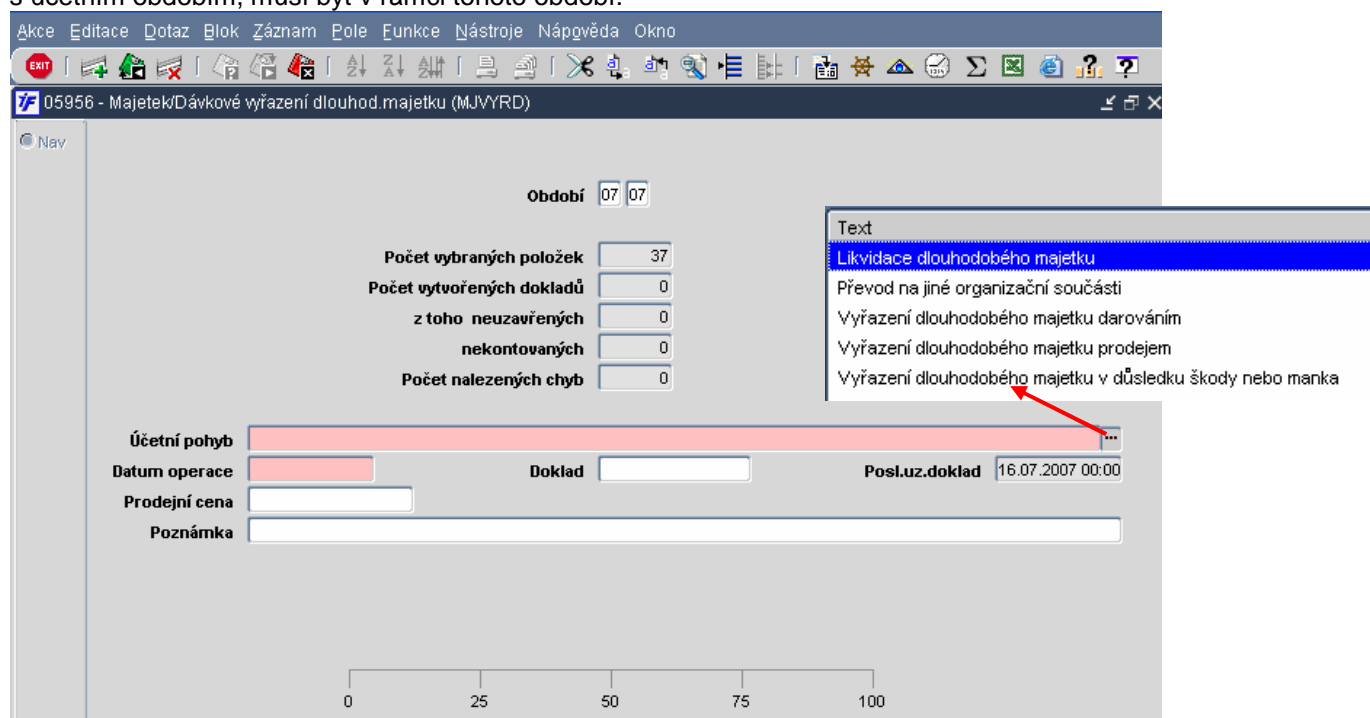 s účetním obdobím, musí být v rámci tohoto období.
Akce Editace Dotaz Blok Záznam Pole Funkce Nástroje Nápověda Okno
EXIT
05956 - Majetek/Dávkové vyřazení dlouhod.majetku (MJVYRD)
Nav
Období 07 07
Počet vybraných položek 37
Počet vytvořených dokladů 0
z toho neuzavřených 0
nekontovaných 0
Počet nalezených chyb 0
Text
Likvidace dlouhodobého majetku
Převod na jiné organizační součásti
Vyřazení dlouhodobého majetku darováním
Vyřazení dlouhodobého majetku prodejem
Vyřazení dlouhodobého majetku v důsledku škody nebo manka
Účetní pohyb ...
Datum operace Doklad Posl.uz.doklad 16.07.2007 00:00
Prodejní cena
Poznámka
0 25 50 75 100